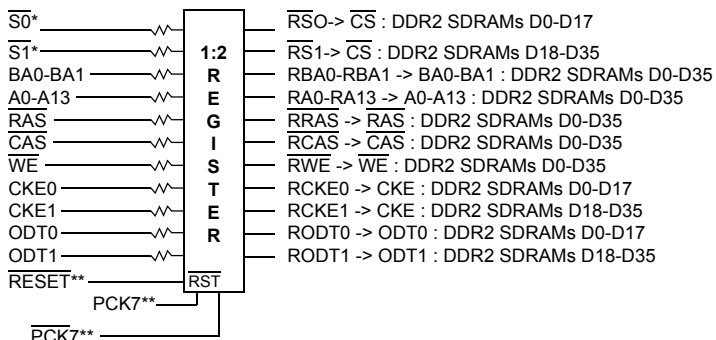 S0* RSO-> CS : DDR2 SDRAMs D0-D17
S1* 1:2 RS1-> CS : DDR2 SDRAMs D18-D35
BA0-BA1 R RBA0-RBA1 -> BA0-BA1 : DDR2 SDRAMs D0-D35
A0-A13 E RA0-RA13 -> A0-A13 : DDR2 SDRAMs D0-D35
RAS G RRAS -> RAS : DDR2 SDRAMs D0-D35
CAS I RCAS -> CAS : DDR2 SDRAMs D0-D35
WE S RWE -> WE : DDR2 SDRAMs D0-D35
CKE0 T RCKE0 -> CKE : DDR2 SDRAMs D0-D17
CKE1 E RCKE1 -> CKE : DDR2 SDRAMs D18-D35
ODT0 R RODT0 -> ODT0 : DDR2 SDRAMs D0-D17
ODT1 RODT1 -> ODT1 : DDR2 SDRAMs D18-D35
RESET** RST
PCK7**
PCK7**